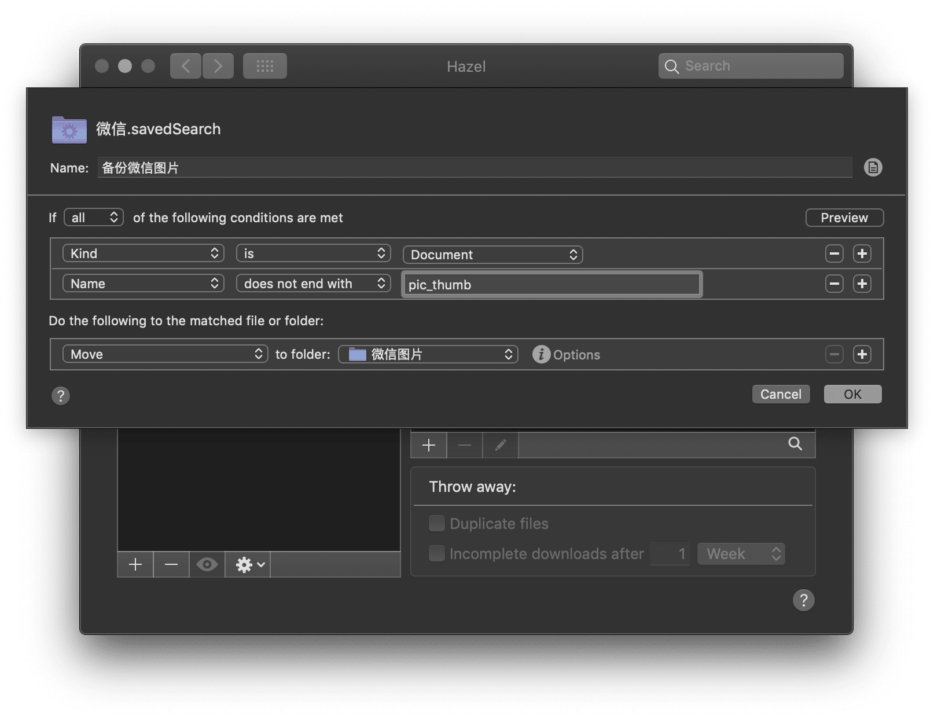 Hazel
Search
微信.savedSearch
Name: 备份微信图片
If all of the following conditions are met
Preview
Kind is Document
Name does not end with pic_thumb
Do the following to the matched file or folder:
Move to folder: 微信图片 Options
?
Cancel OK
Throw away:
Duplicate files
Incomplete downloads after 1 Week
?